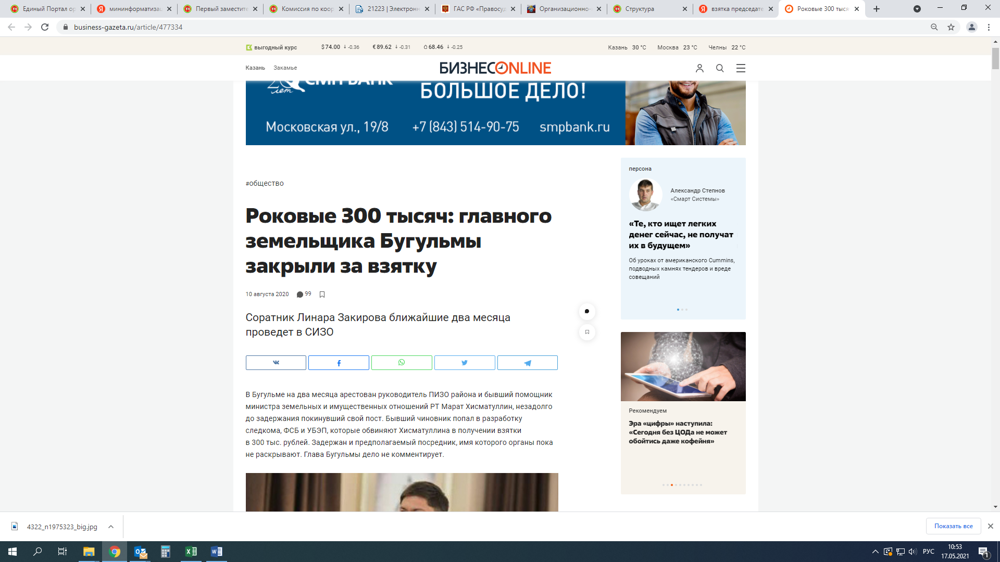 Единый Портал ор
мининформатизац
Первый заместите
Комиссия по коор
21223 | Электронн
ГАС РФ «Правосуд
Организационно-
Структура
взятка председате
Роковые 300 тыся
business-gazeta.ru/article/477334
выгодный курс
$ 74.00 ↓ -0.36
€ 89.62 ↓ -0.31
68.46 ↓ -0.25
Казань 30 °C
Москва 23 °C
Челны 22 °C
Казань Закамье
БИЗНЕС ONLINE
20 лет СМП БАНК
БОЛЬШОЕ ДЕЛО!
Московская ул., 19/8 +7 (843) 514-90-75 smpbank.ru
#общество
Роковые 300 тысяч: главного
земельщика Бугульмы
закрыли за взятку
10 августа 2020 99
Соратник Линара Закирова ближайшие два месяца
проведет в СИЗО
В Бугульме на два месяца арестован руководитель ПИЗО района и бывший помощник
министра земельных и имущественных отношений РТ Марат Хисматуллин, незадолго
до задержания покинувший свой пост. Бывший чиновник попал в разработку
следкома, ФСБ и УБЭП, которые обвиняют Хисматуллина в получении взятки
в 300 тыс. рублей. Задержан и предполагаемый посредник, имя которого органы пока
не раскрывают. Глава Бугульмы дело не комментирует.
персона
Александр Степнов
«Смарт Системы»
«Те, кто ищет легких
денег сейчас, не получат
их в будущем»
Об уроках от американского Cummins,
подводных камнях тендеров и вреде
совещаний
Рекомендуем
Эра «цифры» наступила:
«Сегодня без ЦОДа не может
обойтись даже кофейня»
4322_n1975323_big.jpg
Показать все
РУС
10:53
17.05.2021
1